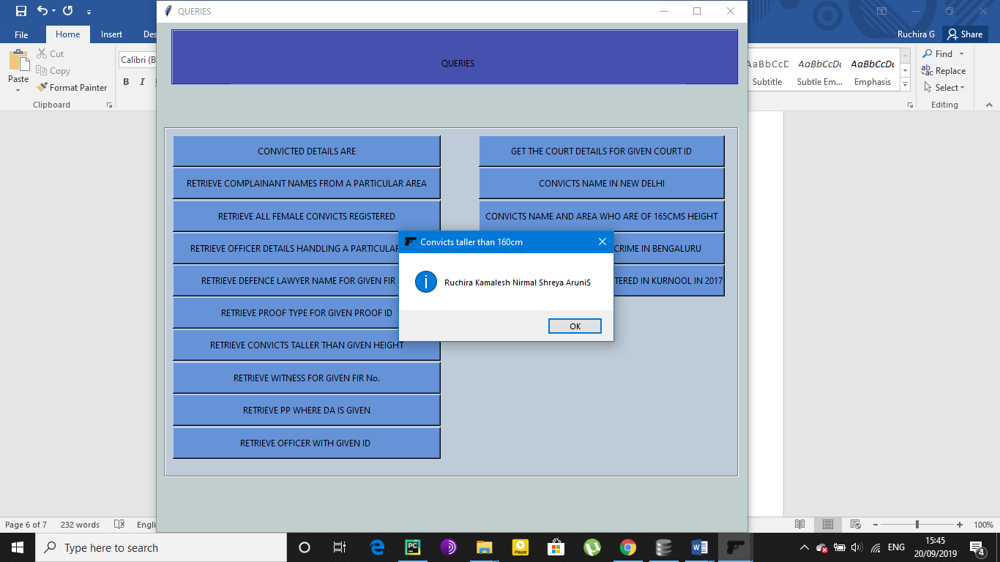 QUERIES
File
Home
Insert
Des
Ruchira G
Share
Cut
Copy
Paste
Format Painter
Clipboard
Calibri (B
B I
AaBbCcD
AaBbCcDc
AaBbCcDc
Subtitle
Subtle Em...
Emphasis
Find
Replace
Select
Editing
QUERIES
CONVICTED DETAILS ARE
RETRIEVE COMPLAINANT NAMES FROM A PARTICULAR AREA
RETRIEVE ALL FEMALE CONVICTS REGISTERED
RETRIEVE OFFICER DETAILS HANDLING A PARTICULAR
RETRIEVE DEFENCE LAWYER NAME FOR GIVEN FIR
RETRIEVE PROOF TYPE FOR GIVEN PROOF ID
RETRIEVE CONVICTS TALLER THAN GIVEN HEIGHT
RETRIEVE WITNESS FOR GIVEN FIR No.
RETRIEVE PP WHERE DA IS GIVEN
RETRIEVE OFFICER WITH GIVEN ID
GET THE COURT DETAILS FOR GIVEN COURT ID
CONVICTS NAME IN NEW DELHI
CONVICTS NAME AND AREA WHO ARE OF 165CMS HEIGHT
CRIME IN BENGALURU
TERED IN KURNOOL IN 2017
Convicts taller than 160cm
Ruchira Kamalesh Nirmal Shreya AruniS
OK
Page 6 of 7
232 words
Engli
100%
Type here to search
PC
Player
ENG
15:45
20/09/2019
4